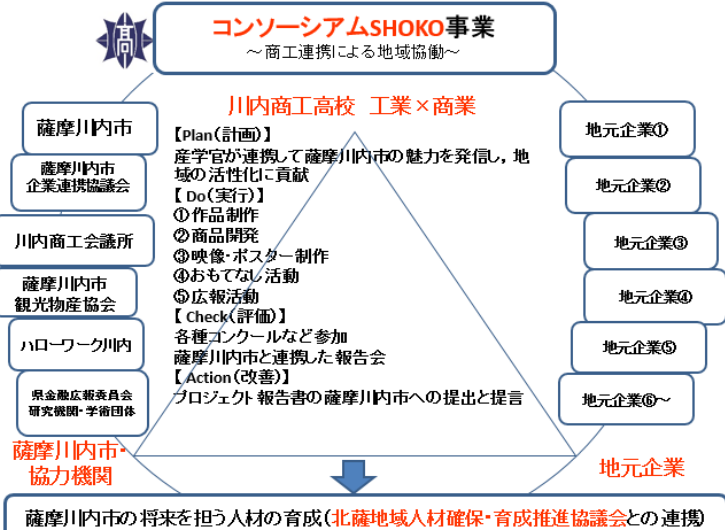 高
コンソーシアムSHOKO事業
～商工連携による地域協働～
川内商工高校 工業×商業
薩摩川内市
薩摩川内市
企業連携協議会
川内商工会議所
薩摩川内市
観光物産協会
ハローワーク川内
県金融広報委員会
研究機関・学術団体
薩摩川内市・
協力機関
【Plan(計画)】
産学官が連携して薩摩川内市の魅力を発信し，地
域の活性化に貢献
【 Do(実行)】
①作品制作
②商品開発
③映像・ポスター制作
④おもてなし活動
⑤広報活動
【 Check(評価)】
各種コンクールなど参加
薩摩川内市と連携した報告会
【 Action(改善)】
プロジェクト報告書の薩摩川内市への提出と提言
地元企業①
地元企業②
地元企業③
地元企業④
地元企業⑤
地元企業⑥～
地元企業
薩摩川内市の将来を担う人材の育成(北薩地域人材確保・育成推進協議会との連携)